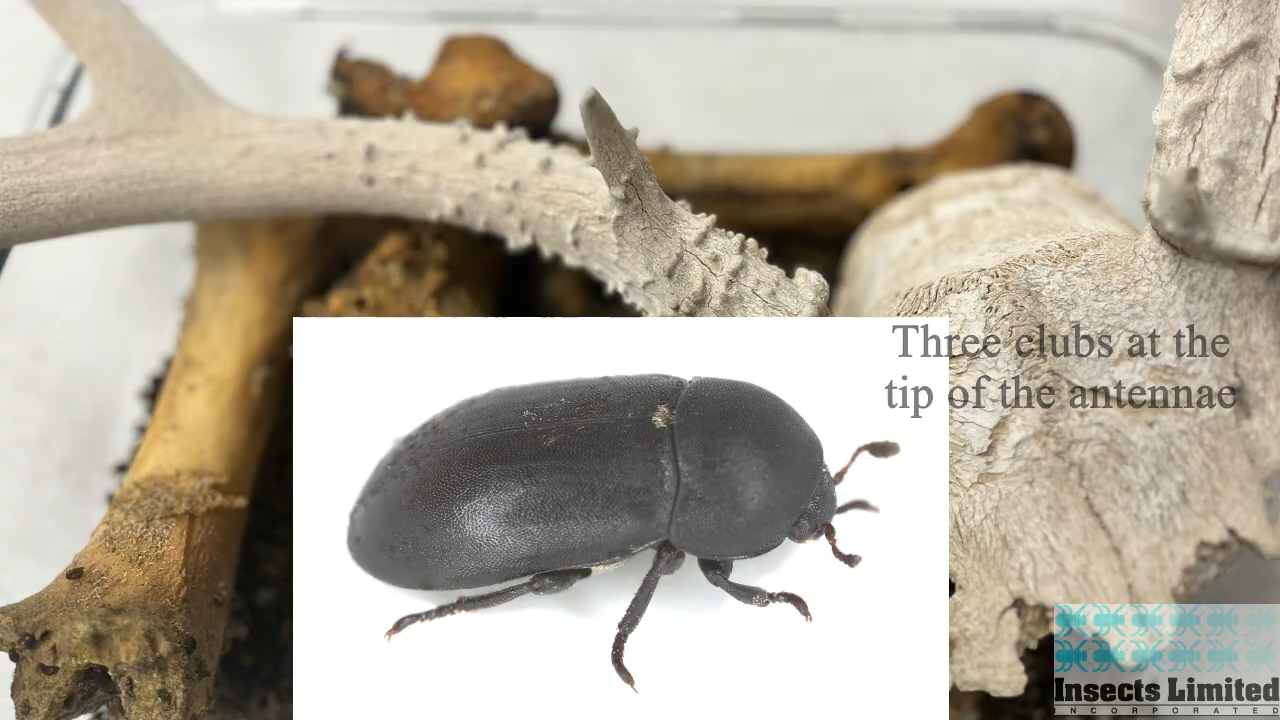 Three clubs at the
tip of the antennae
Insects Limited
INCORPORATED